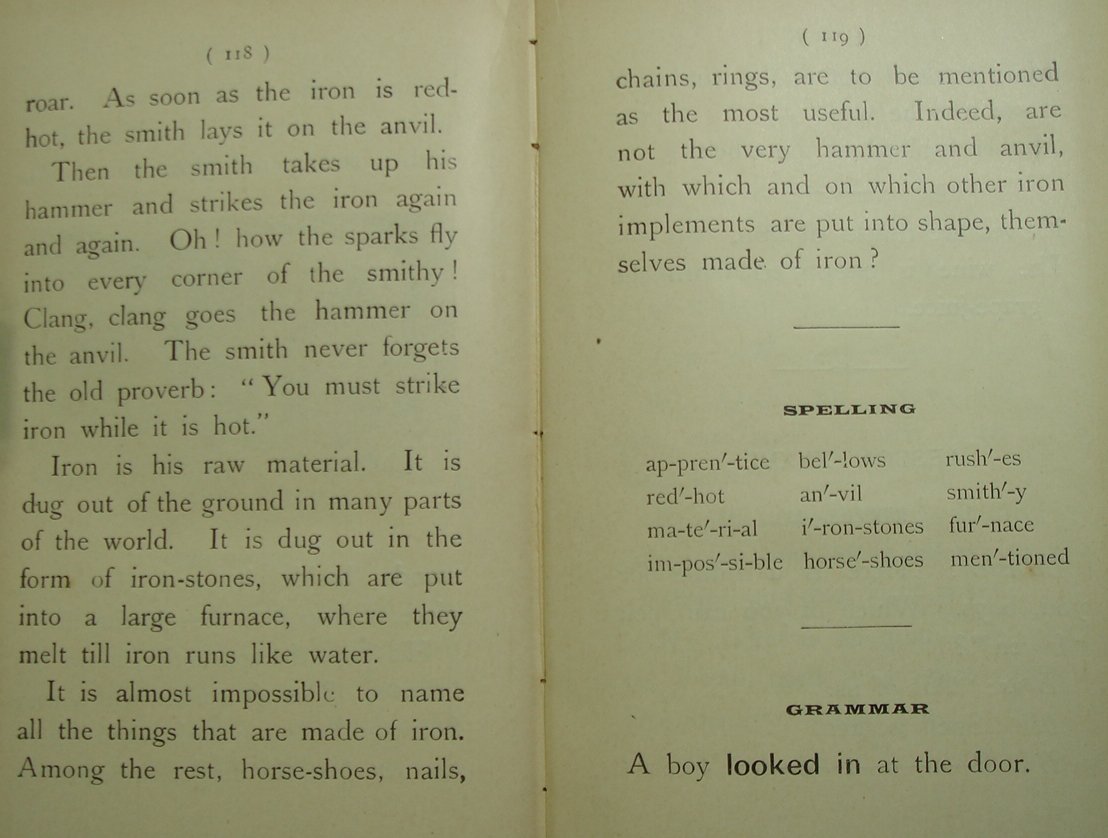 ( 118 )
roar. As soon as the iron is red-
hot, the smith lays it on the anvil.
Then the smith takes up his
hammer and strikes the iron again
and again. Oh! how the sparks fly
into every corner of the smithy!
Clang, clang goes the hammer on
the anvil. The smith never forgets
the old proverb: “You must strike
iron while it is hot.”
Iron is his raw material. It is
dug out of the ground in many parts
of the world. It is dug out in the
form of iron-stones, which are put
into a large furnace, where they
melt till iron runs like water.
It is almost impossible to name
all the things that are made of iron.
Among the rest, horse-shoes, nails,
( 119 )
chains, rings, are to be mentioned
as the most useful. Indeed, are
not the very hammer and anvil,
with which and on which other iron
implements are put into shape, them-
selves made of iron?
SPELLING
ap-pren′-tice bel′-lows rush′-es
red′-hot an′-vil smith′-y
ma-te′-ri-al i′-ron-stones fur′-nace
im-pos′-si-ble horse′-shoes men′-tioned
GRAMMAR
A boy looked in at the door.